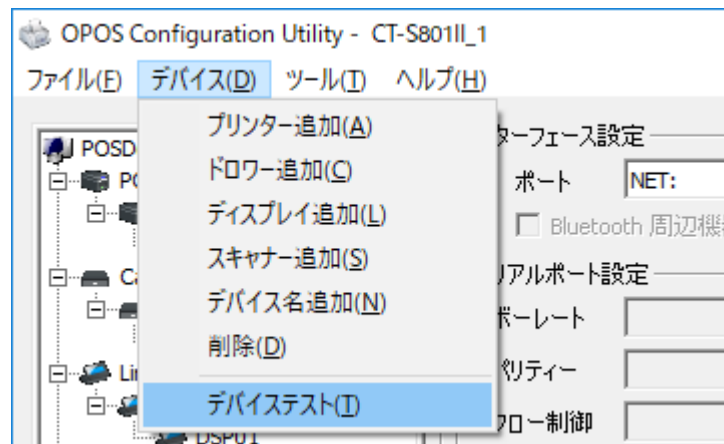 OPOS Configuration Utility - CT-S801II_1
ファイル(F) デバイス(D) ツール(T) ヘルプ(H)
プリンター追加(A)
ドロワー追加(C)
ディスプレイ追加(L)
スキャナー追加(S)
デバイス名追加(N)
削除(D)
デバイステスト(T)
POSD
DSPU1
ターフェース設定
ポート NET:
Bluetooth 周辺機
リアルポート設定
ボーレート
パリティー
フロー制御